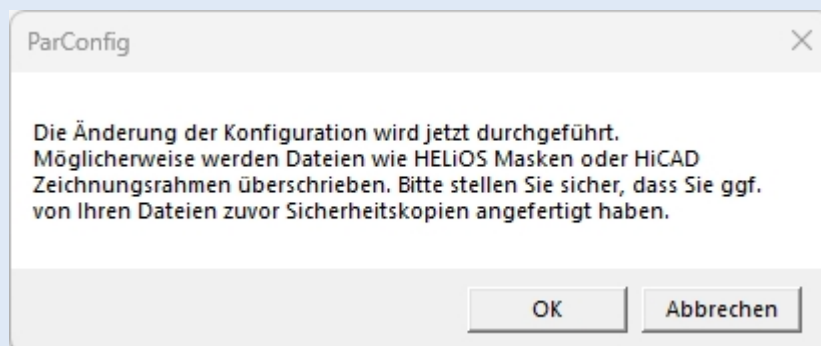 ParConfig
Die Änderung der Konfiguration wird jetzt durchgeführt.
Möglicherweise werden Dateien wie HELiOS Masken oder HiCAD
Zeichnungsrahmen überschrieben. Bitte stellen Sie sicher, dass Sie ggf.
von Ihren Dateien zuvor Sicherheitskopien angefertigt haben.
OK Abbrechen